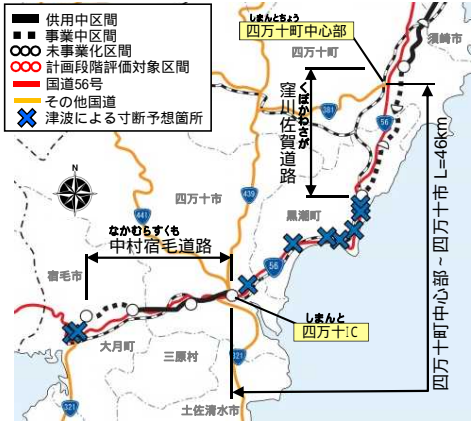 供用中区間
事業中区間
未事業化区間
計画段階評価対象区間
国道56号
その他国道
津波による寸断予想箇所
しまんとちょう
四万十町中心部
須崎市
四万十町
381
56
くぼかわさが
窪川佐賀道路
N
四万十市
439
441
黒潮町
なかむらすくも
中村宿毛道路
宿毛市
56
しまんと
四万十IC
大月町
三原村
321
321
土佐清水市
四万十町中心部~四万十市 L=46km